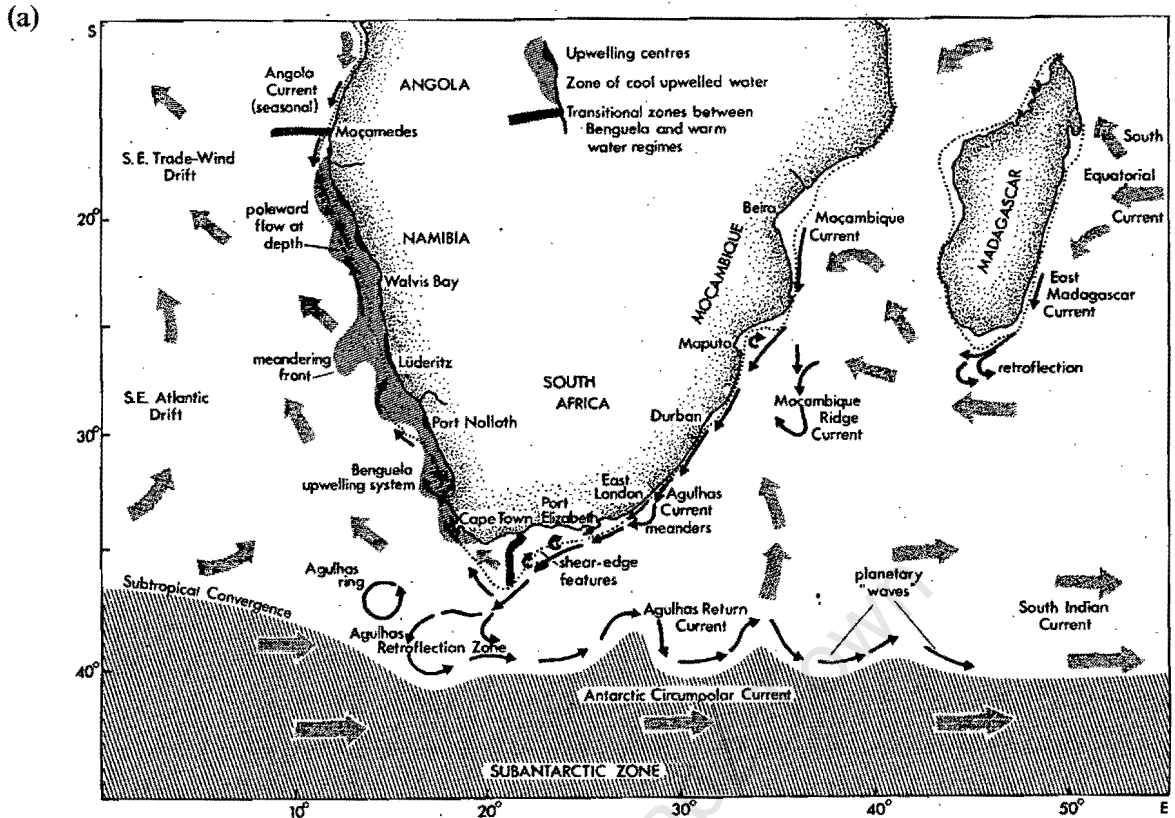 (a)
S
Angola
Current
(seasonal)
ANGOLA
Upwelling centres
Zone of cool upwelled water
Transitional zones between
Benguela and warm
water regimes
Moçamedes
S.E. Trade-Wind
Drift
poleward
flow at
depth
20°
NAMIBIA
Walvis Bay
meandering
front
Lüderitz
S.E. Atlantic
Drift
SOUTH
AFRICA
Port Nolloth
30°
Benguela
upwelling system
Cape Town
Port
Elizabeth
East
London
Durban
Maputo
MOÇAMBIQUE
Beira
Moçambique
Current
MADAGASCAR
South
Equatorial
Current
East
Madagascar
Current
retroflection
Moçambique
Ridge
Current
Agulhas
Current
meanders
shear-edge
features
Agulhas
ring
Subtropical Convergence
Agulhas
Retroflection Zone
Agulhas Return
Current
planetary
"waves"
South Indian
Current
40°
Antarctic Circumpolar Current
SUBANTARCTIC ZONE
10°
20°
30°
40°
50°
E